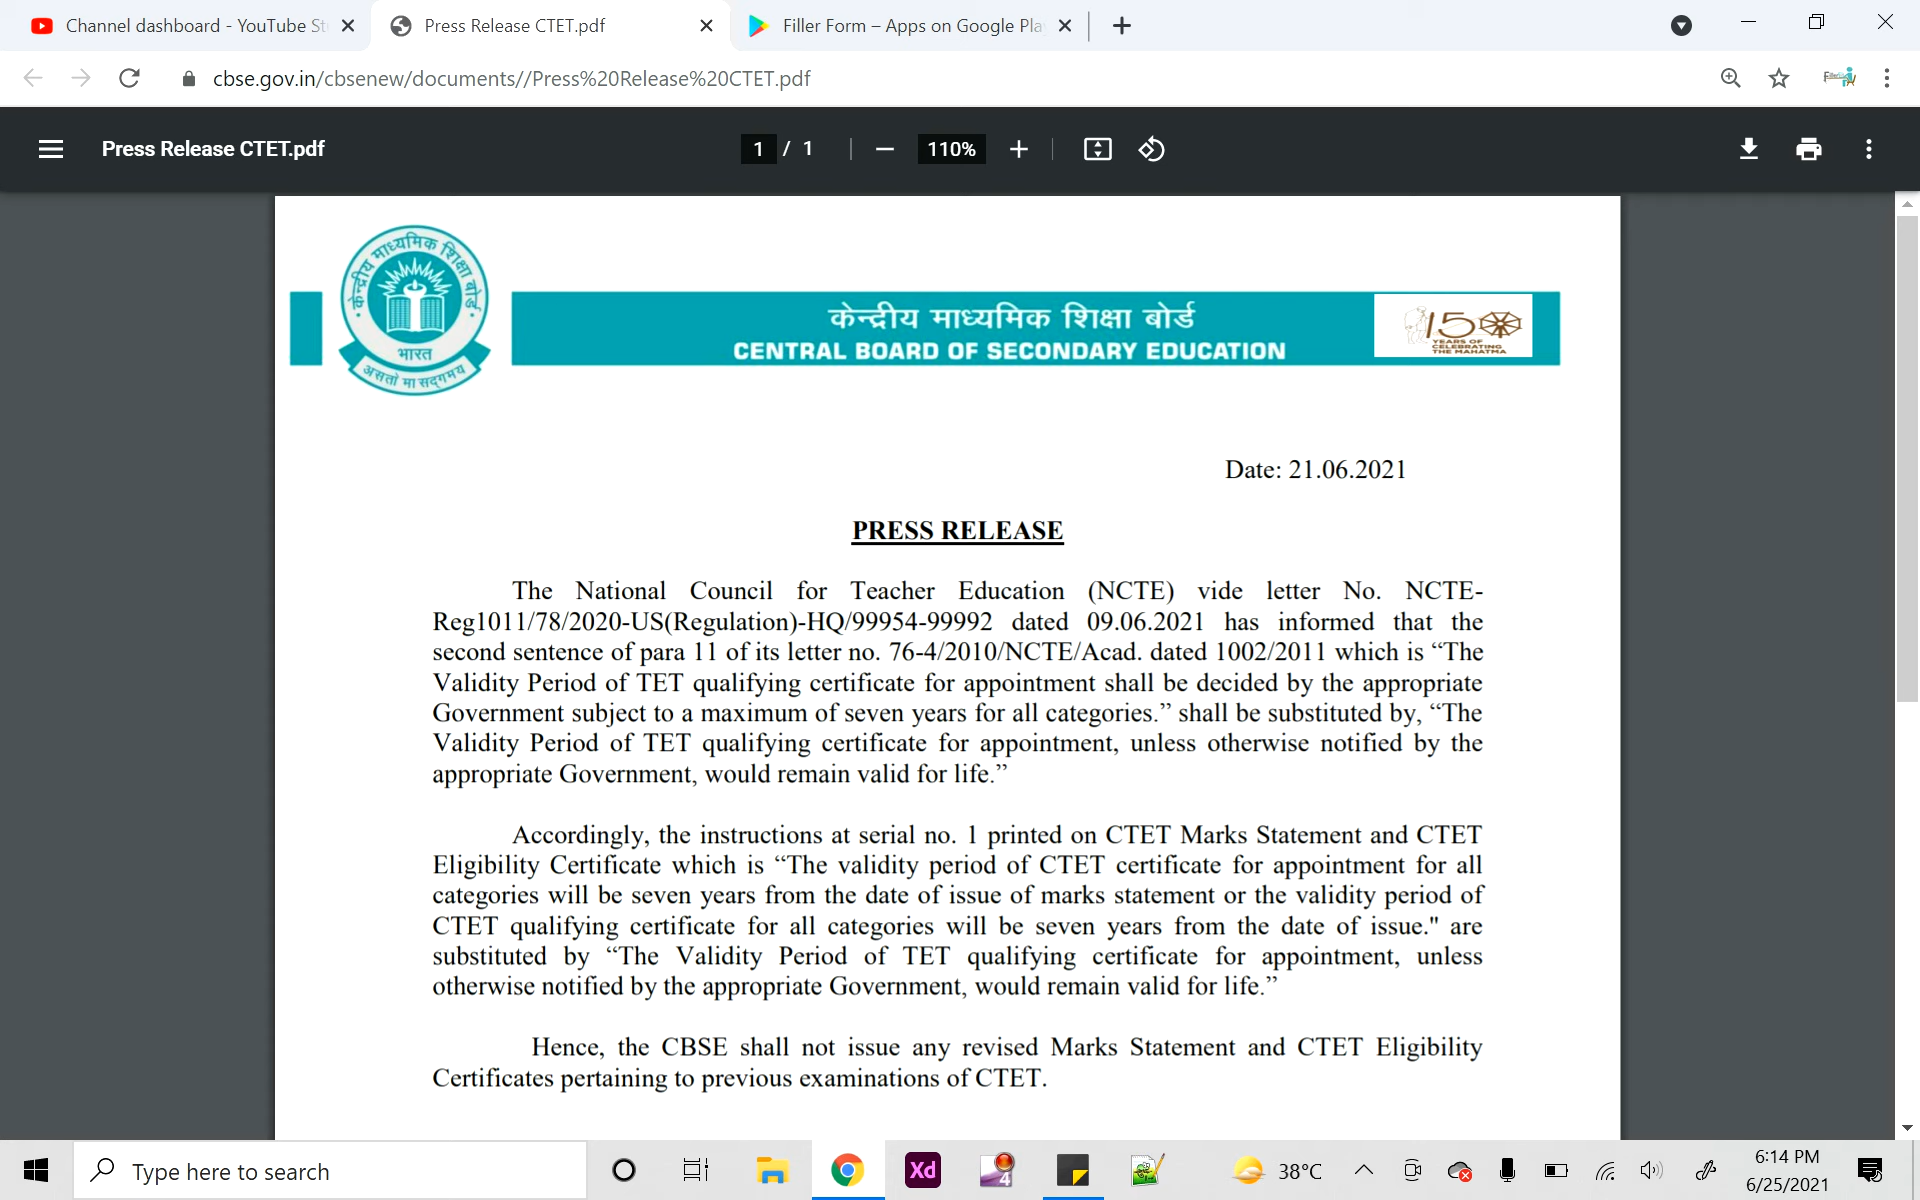 Channel dashboard - YouTube St
Press Release CTET.pdf
Filler Form – Apps on Google Pla
cbse.gov.in/cbsenew/documents//Press%20Release%20CTET.pdf
Press Release CTET.pdf
1 / 1
110%
केन्द्रीय माध्यमिक शिक्षा बोर्ड
भारत
असतो मा सद्गमय
केन्द्रीय माध्यमिक शिक्षा बोर्ड
CENTRAL BOARD OF SECONDARY EDUCATION
150
YEARS OF
CELEBRATING
THE MAHATMA
Date: 21.06.2021
PRESS RELEASE
The National Council for Teacher Education (NCTE) vide letter No. NCTE-
Reg1011/78/2020-US(Regulation)-HQ/99954-99992 dated 09.06.2021 has informed that the
second sentence of para 11 of its letter no. 76-4/2010/NCTE/Acad. dated 1002/2011 which is “The
Validity Period of TET qualifying certificate for appointment shall be decided by the appropriate
Government subject to a maximum of seven years for all categories.” shall be substituted by, “The
Validity Period of TET qualifying certificate for appointment, unless otherwise notified by the
appropriate Government, would remain valid for life.”
Accordingly, the instructions at serial no. 1 printed on CTET Marks Statement and CTET
Eligibility Certificate which is “The validity period of CTET certificate for appointment for all
categories will be seven years from the date of issue of marks statement or the validity period of
CTET qualifying certificate for all categories will be seven years from the date of issue." are
substituted by “The Validity Period of TET qualifying certificate for appointment, unless
otherwise notified by the appropriate Government, would remain valid for life.”
Hence, the CBSE shall not issue any revised Marks Statement and CTET Eligibility
Certificates pertaining to previous examinations of CTET.
Type here to search
Xd
4
38°C
6:14 PM
6/25/2021